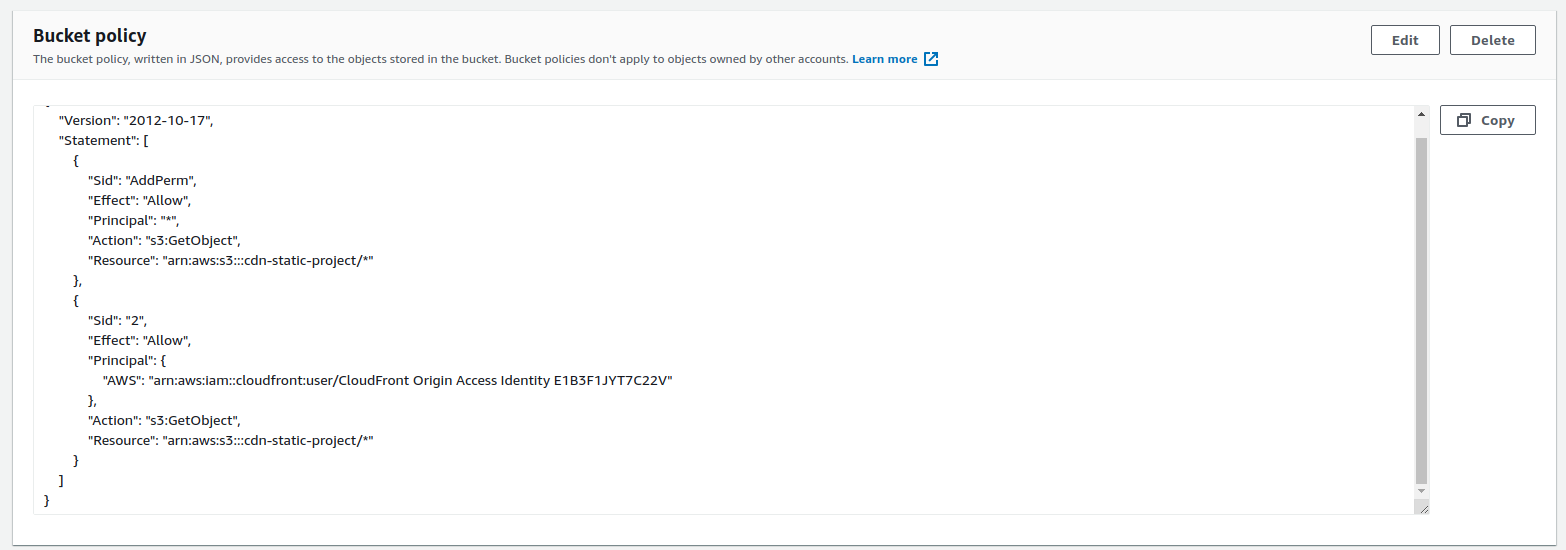 Bucket policy
Edit
Delete
The bucket policy, written in JSON, provides access to the objects stored in the bucket. Bucket policies don't apply to objects owned by other accounts. Learn more
Copy
"Version": "2012-10-17",
"Statement": [
{
"Sid": "AddPerm",
"Effect": "Allow",
"Principal": "*",
"Action": "s3:GetObject",
"Resource": "arn:aws:s3:::cdn-static-project/*"
},
{
"Sid": "2",
"Effect": "Allow",
"Principal": {
"AWS": "arn:aws:iam::cloudfront:user/CloudFront Origin Access Identity E1B3F1JYT7C22V"
},
"Action": "s3:GetObject",
"Resource": "arn:aws:s3:::cdn-static-project/*"
}
]
}